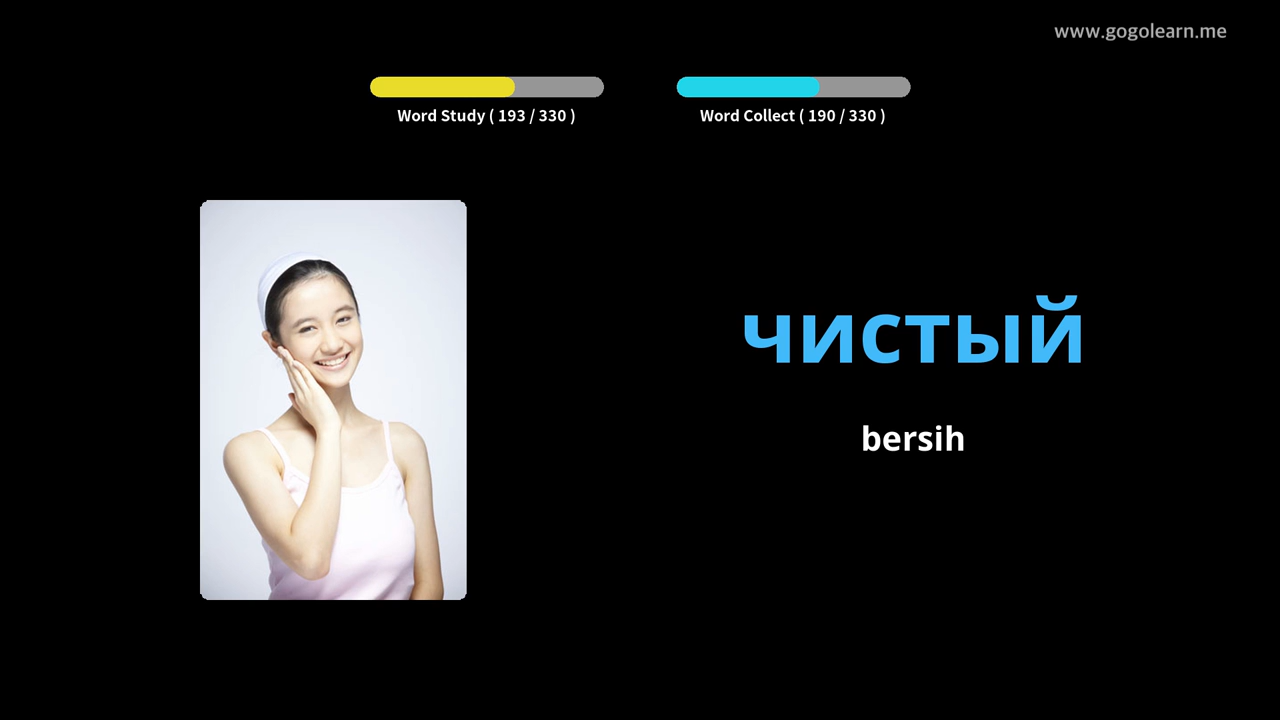 www.gogolearn.me
Word Study ( 193 / 330 )
Word Collect ( 190 / 330 )
чистый
bersih